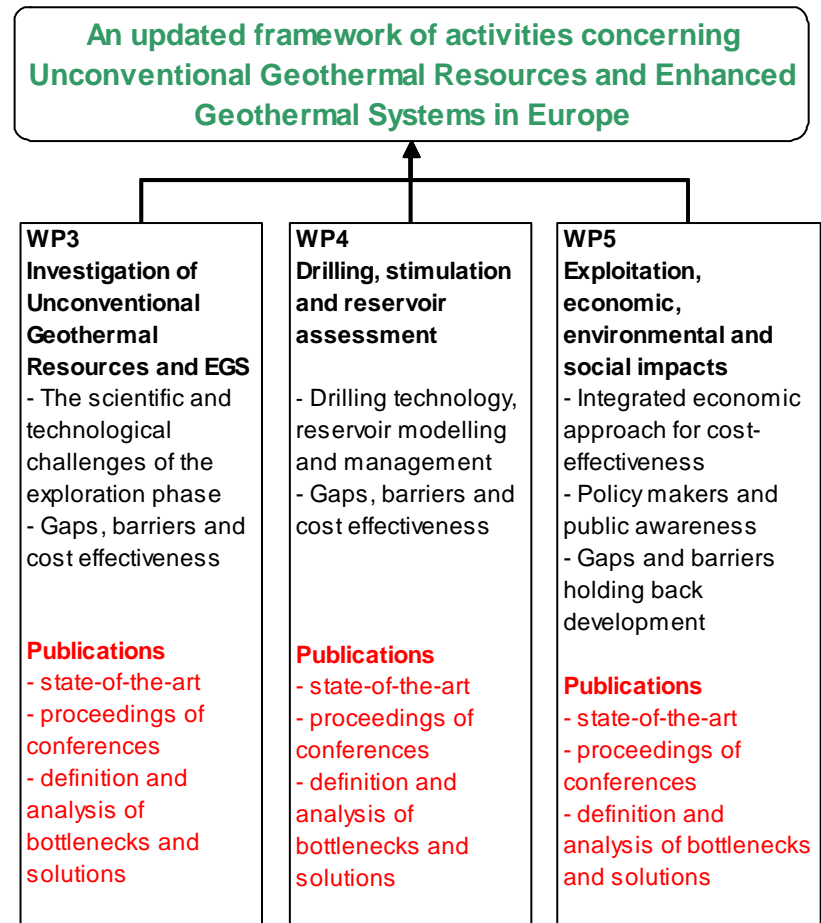 An updated framework of activities concerning
Unconventional Geothermal Resources and Enhanced
Geothermal Systems in Europe
WP3
Investigation of
Unconventional
Geothermal
Resources and EGS
- The scientific and
technological
challenges of the
exploration phase
- Gaps, barriers and
cost effectiveness
Publications
- state-of-the-art
- proceedings of
conferences
- definition and
analysis of
bottlenecks and
solutions
WP4
Drilling, stimulation
and reservoir
assessment
- Drilling technology,
reservoir modelling
and management
- Gaps, barriers and
cost effectiveness
Publications
- state-of-the-art
- proceedings of
conferences
- definition and
analysis of
bottlenecks and
solutions
WP5
Exploitation,
economic,
environmental and
social impacts
- Integrated economic
approach for cost-
effectiveness
- Policy makers and
public awareness
- Gaps and barriers
holding back
development
Publications
- state-of-the-art
- proceedings of
conferences
- definition and
analysis of bottlenecks
and solutions